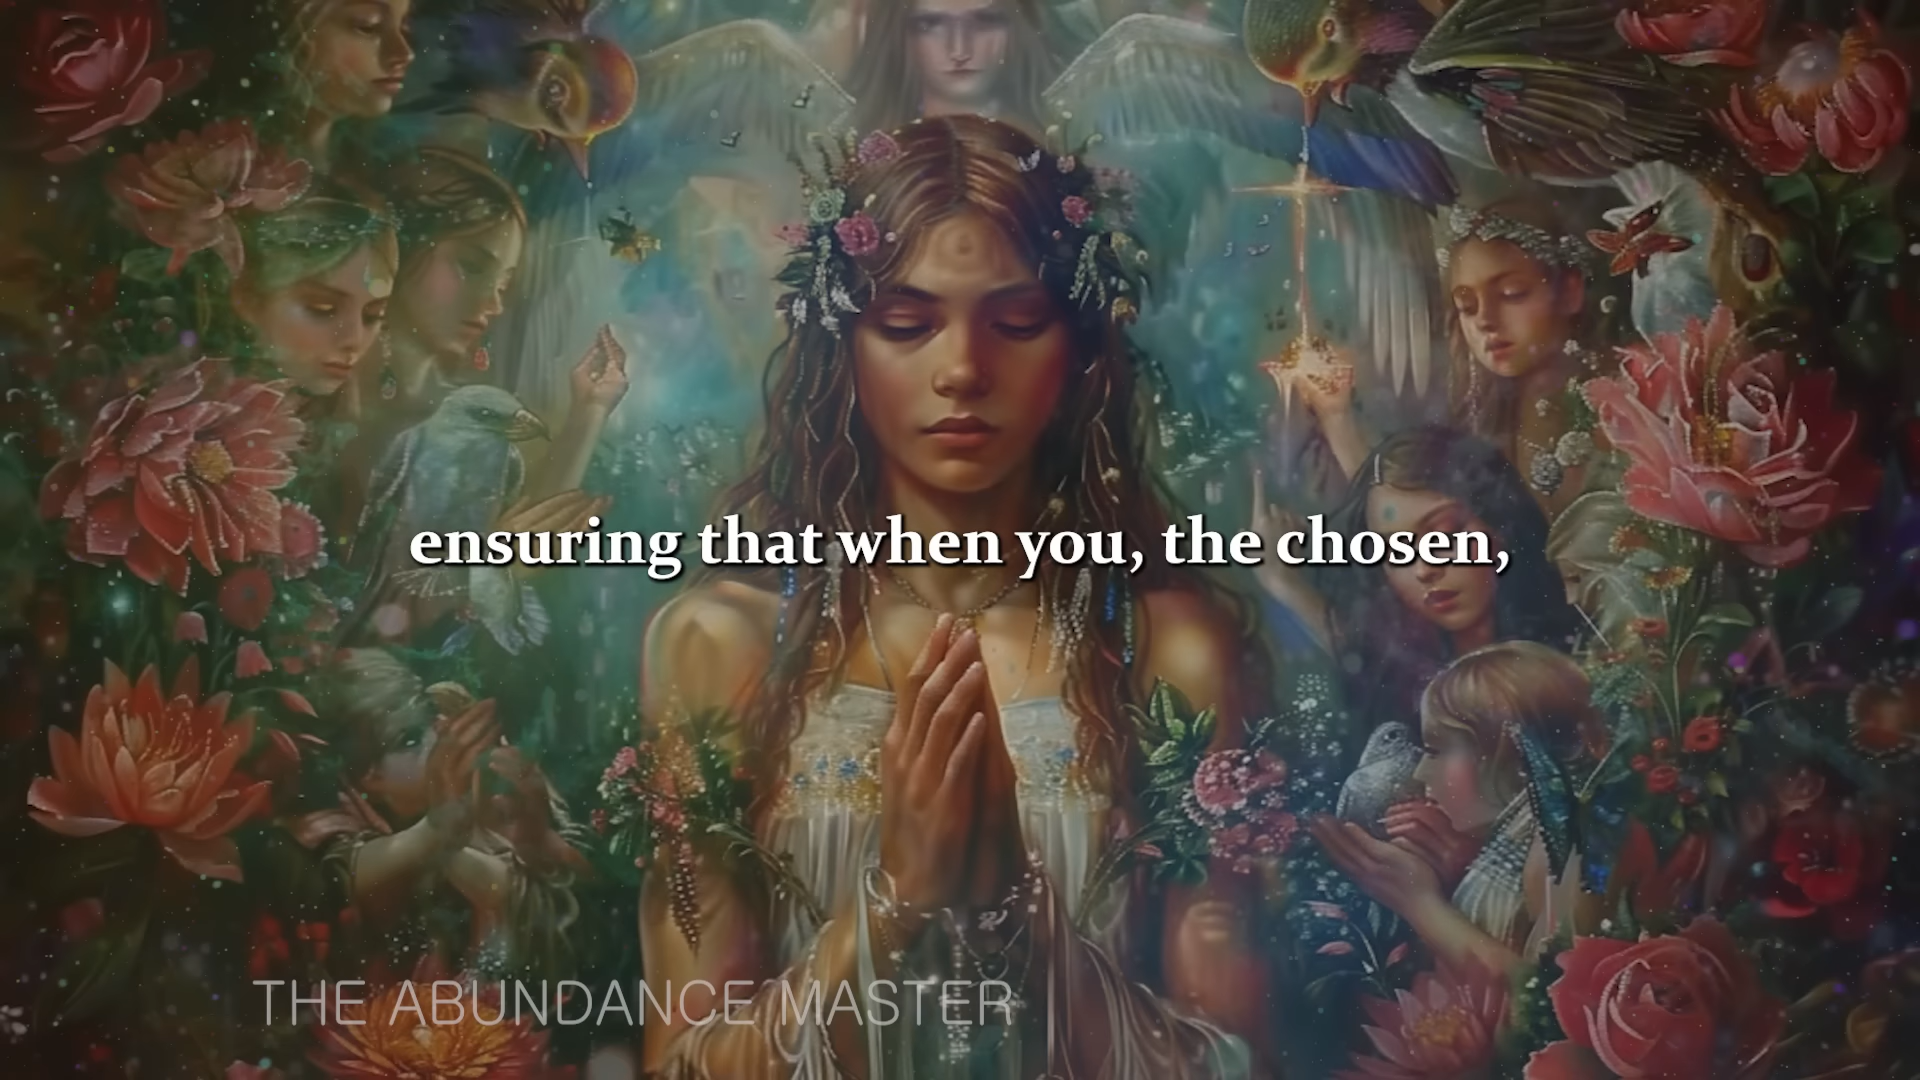 ensuring that when you, the chosen,
THE ABUNDANCE MASTER